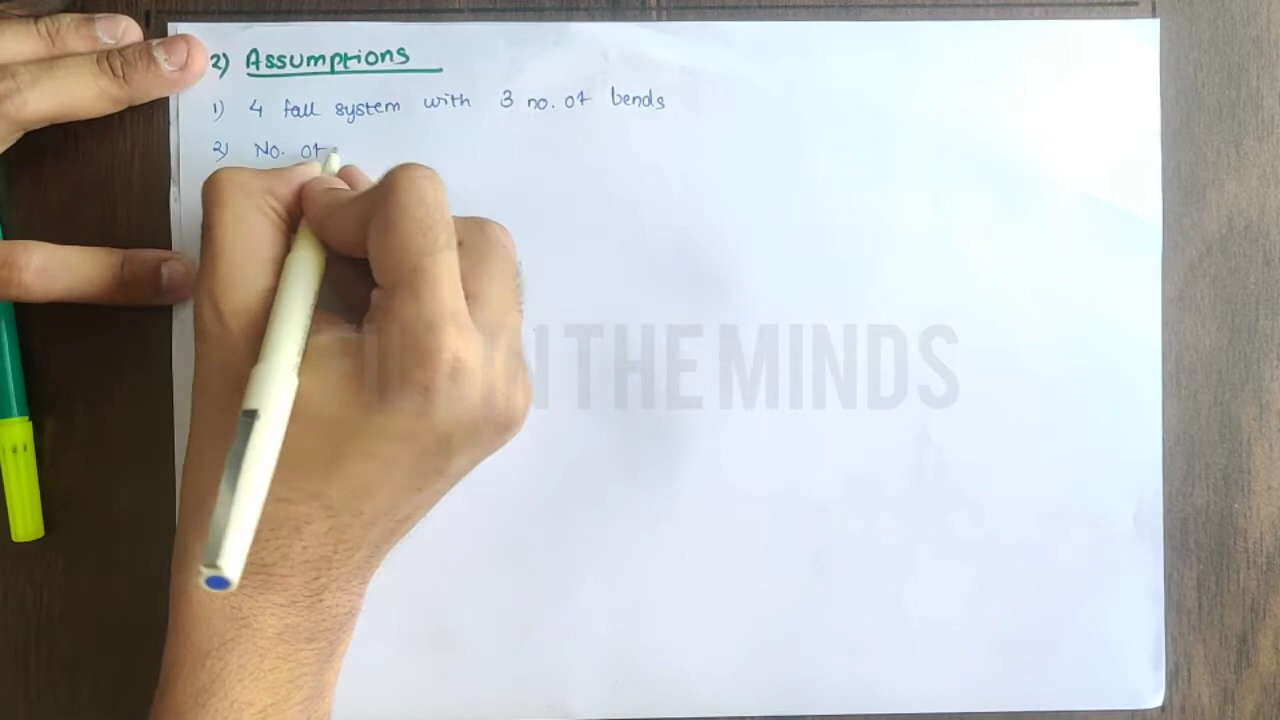 2) Assumptions
1) 4 fall system with 3 no. of bends
2) No. of
THE MINDS